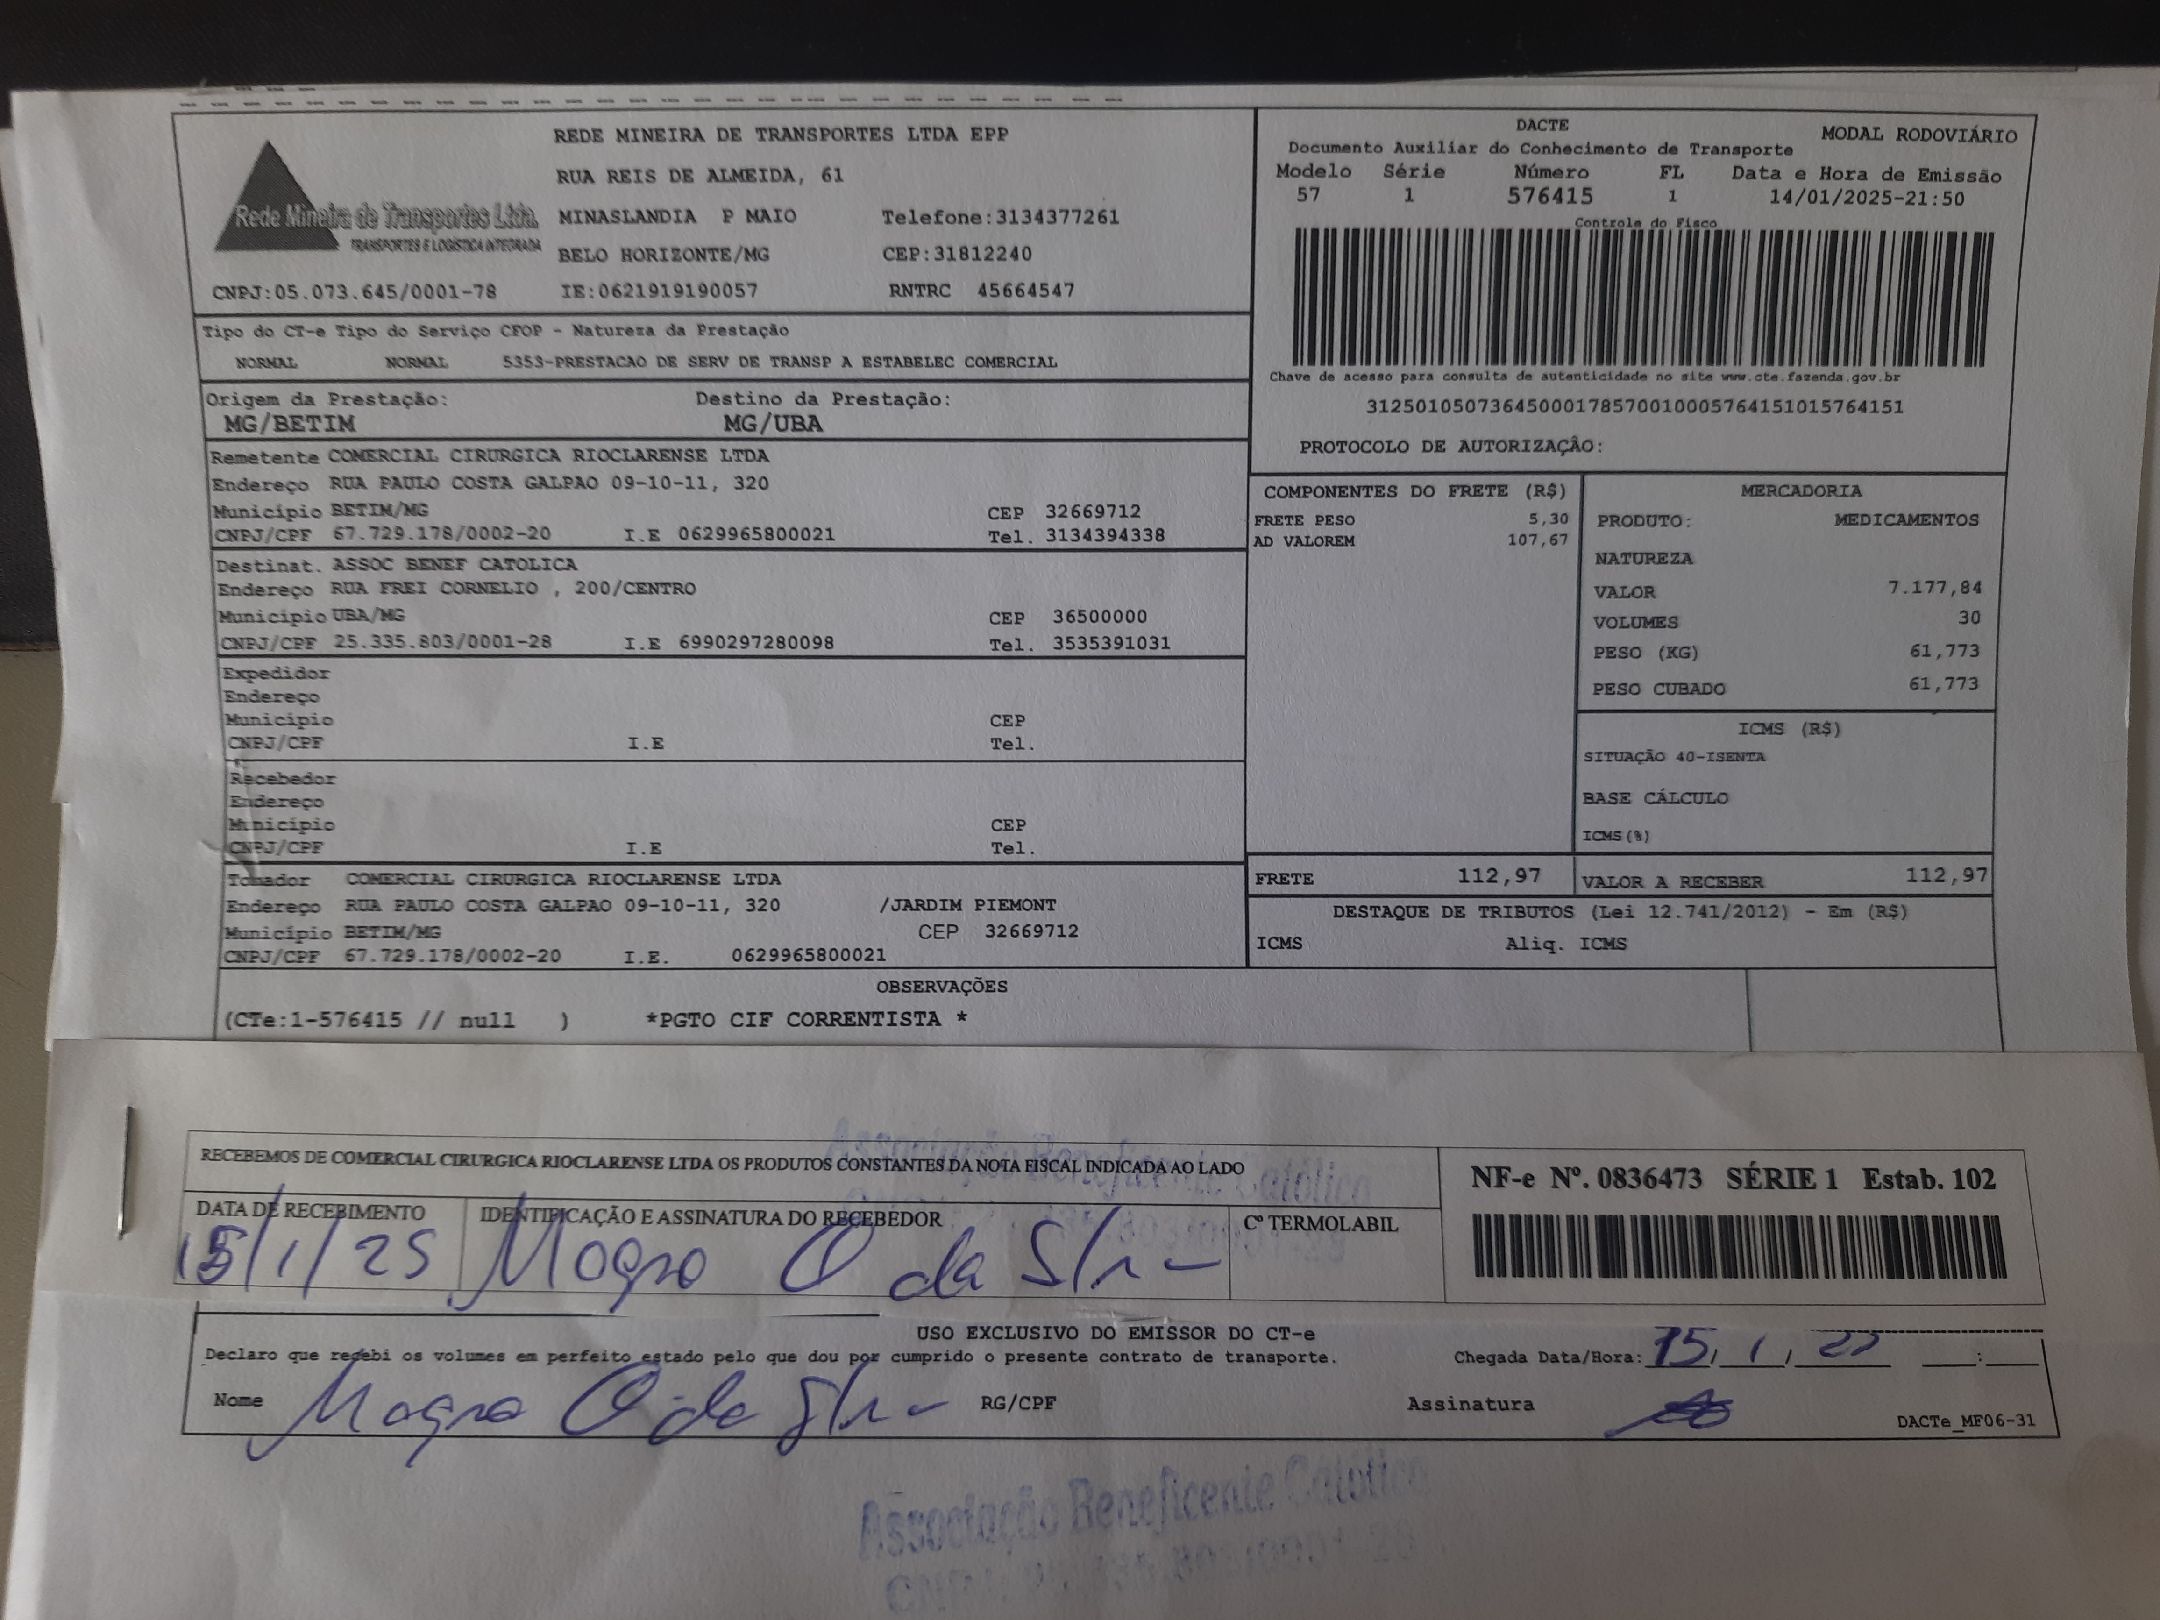 REDE MINEIRA DE TRANSPORTES LTDA EPP
RUA REIS DE ALMEIDA, 61
Rede Mineira de Transportes Ltda.
TRANSPORTES E LOGÍSTICA INTEGRADA
MINASLANDIA P MAIO Telefone:3134377261
BELO HORIZONTE/MG CEP:31812240
CNPJ:05.073.645/0001-78 IE:0621919190057 RNTRC 45664547
DACTE MODAL RODOVIÁRIO
Documento Auxiliar do Conhecimento de Transporte
Modelo Série Número FL Data e Hora de Emissão
57 1 576415 1 14/01/2025-21:50
Controle do Fisco
Chave de acesso para consulta de autenticidade no site www.cte.fazenda.gov.br
31250105073645000178570010005764151015764151
PROTOCOLO DE AUTORIZAÇÂO:
Tipo do CT-e Tipo do Serviço CFOP - Natureza da Prestação
NORMAL NORMAL 5353-PRESTACAO DE SERV DE TRANSP A ESTABELEC COMERCIAL
Origem da Prestação: Destino da Prestação:
MG/BETIM MG/UBA
Remetente COMERCIAL CIRURGICA RIOCLARENSE LTDA
Endereço RUA PAULO COSTA GALPAO 09-10-11, 320
Município BETIM/MG CEP 32669712
CNPJ/CPF 67.729.178/0002-20 I.E 0629965800021 Tel. 3134394338
Destinat. ASSOC BENEF CATOLICA
Endereço RUA FREI CORNELIO , 200/CENTRO
Município UBA/MG CEP 36500000
CNPJ/CPF 25.335.803/0001-28 I.E 6990297280098 Tel. 3535391031
Expedidor
Endereço
Município CEP
CNPJ/CPF I.E Tel.
Recebedor
Endereço
Município CEP
CNPJ/CPF I.E Tel.
Tomador COMERCIAL CIRURGICA RIOCLARENSE LTDA
Endereço RUA PAULO COSTA GALPAO 09-10-11, 320 /JARDIM PIEMONT
Município BETIM/MG CEP 32669712
CNPJ/CPF 67.729.178/0002-20 I.E. 0629965800021
COMPONENTES DO FRETE (R$)
FRETE PESO 5,30
AD VALOREM 107,67
MERCADORIA
PRODUTO: MEDICAMENTOS
NATUREZA
VALOR 7.177,84
VOLUMES 30
PESO (KG) 61,773
PESO CUBADO 61,773
ICMS (R$)
SITUAÇÃO 40-ISENTA
BASE CÁLCULO
ICMS(%)
FRETE 112,97 VALOR A RECEBER 112,97
DESTAQUE DE TRIBUTOS (Lei 12.741/2012) - Em (R$)
ICMS Aliq. ICMS
OBSERVAÇÕES
(CTe:1-576415 // null ) *PGTO CIF CORRENTISTA *
Associação Beneficente Católica
RECEBEMOS DE COMERCIAL CIRURGICA RIOCLARENSE LTDA OS PRODUTOS CONSTANTES DA NOTA FISCAL INDICADA AO LADO
NF-e Nº. 0836473 SÉRIE 1 Estab. 102
DATA DE RECEBIMENTO IDENTIFICAÇÃO E ASSINATURA DO RECEBEDOR Cº TERMOLABIL
15/1/25 O da
USO EXCLUSIVO DO EMISSOR DO CT-e
Declaro que recebi os volumes em perfeito estado pelo que dou por cumprido o presente contrato de transporte. Chegada Data/Hora: 15, 1,
Nome O da RG/CPF Assinatura
DACTe_MF06-31
Associação Beneficente Católica